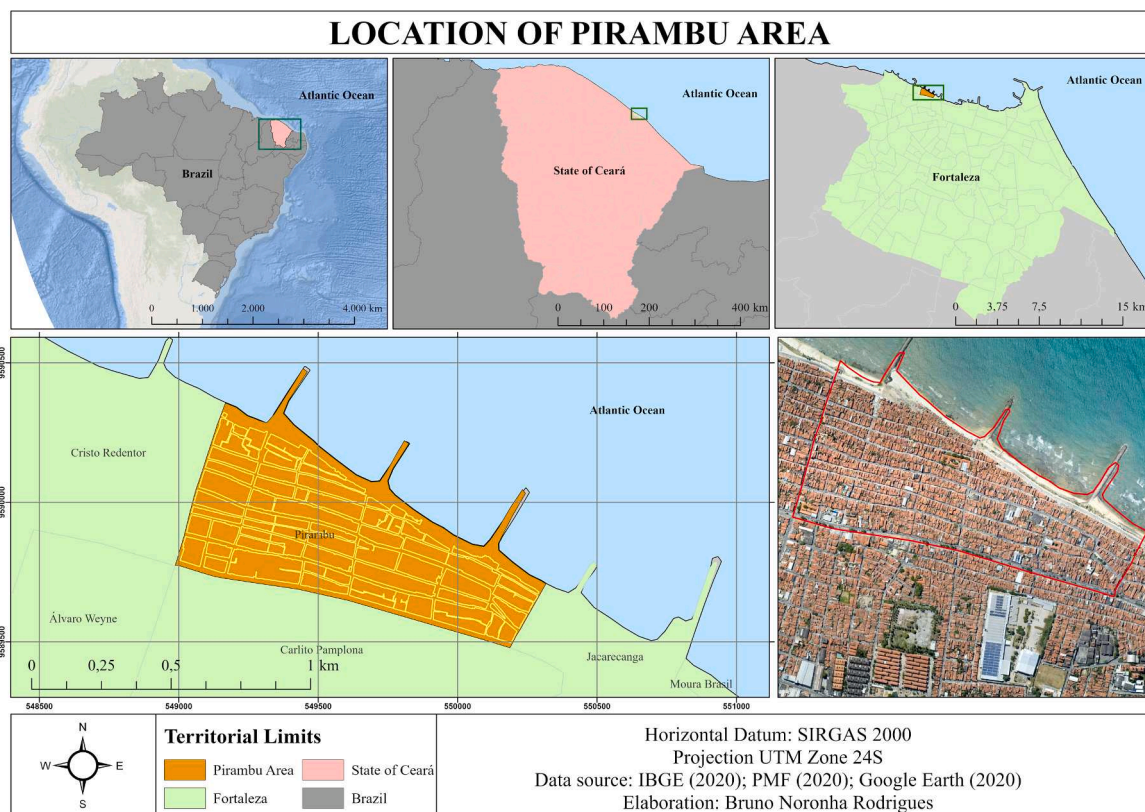 LOCATION OF PIRAMBU AREA
Atlantic Ocean
Brazil
0 1.000 2.000 4.000 km
Atlantic Ocean
State of Ceará
0 100 200 400 km
Atlantic Ocean
Fortaleza
0 3,75 7,5 15 km
9590500
9590000
9589500
Atlantic Ocean
Cristo Redentor
Pirambu
Álvaro Weyne
Carlito Pamplona
Jacarecanga
Moura Brasil
0 0,25 0,5 1 km
548500 549000 549500 550000 550500 551000
N
W E
S
Territorial Limits
Pirambu Area
State of Ceará
Fortaleza
Brazil
Horizontal Datum: SIRGAS 2000
Projection UTM Zone 24S
Data source: IBGE (2020); PMF (2020); Google Earth (2020)
Elaboration: Bruno Noronha Rodrigues